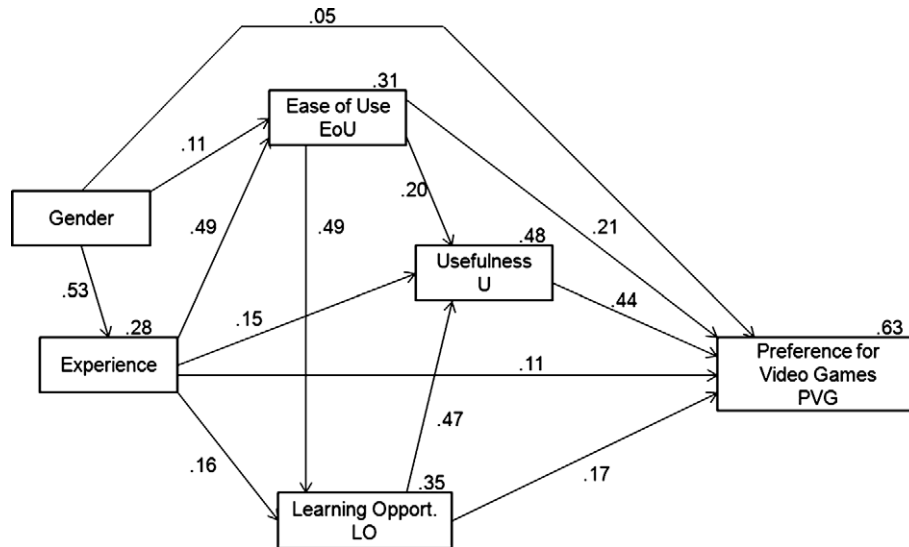 .05
.31
Ease of Use
EoU
.11
.20
Gender
.49
.49
.48
.21
Usefulness
U
.53
.15
.44
.28
.63
Experience
.11
Preference for
Video Games
PVG
.47
.16
.35
.17
Learning Opport.
LO